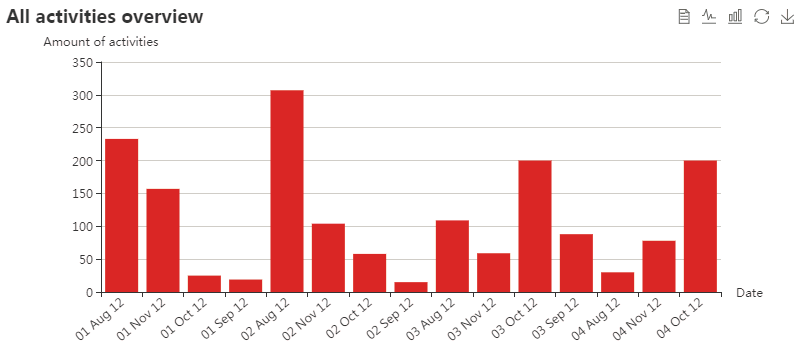 All activities overview
Amount of activities
350
300
250
200
150
100
50
0
01 Aug 12
01 Nov 12
01 Oct 12
01 Sep 12
02 Aug 12
02 Nov 12
02 Oct 12
02 Sep 12
03 Aug 12
03 Nov 12
03 Oct 12
03 Sep 12
04 Aug 12
04 Nov 12
04 Oct 12
Date